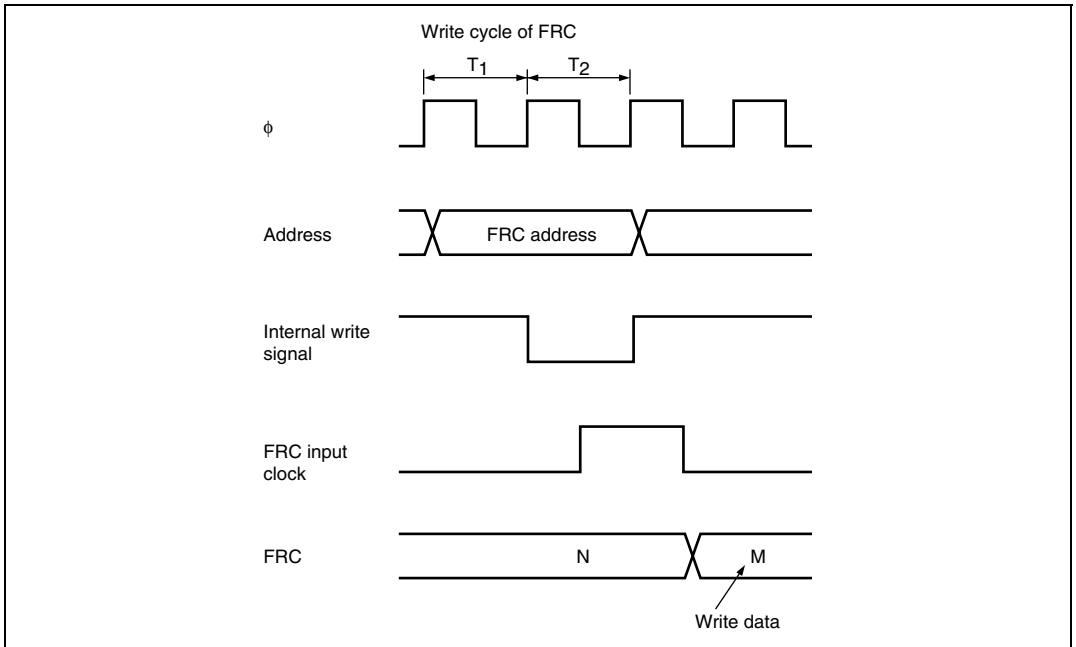 Write cycle of FRC
T1
T2
ϕ
Address
FRC address
Internal write
signal
FRC input
clock
FRC
N
M
Write data